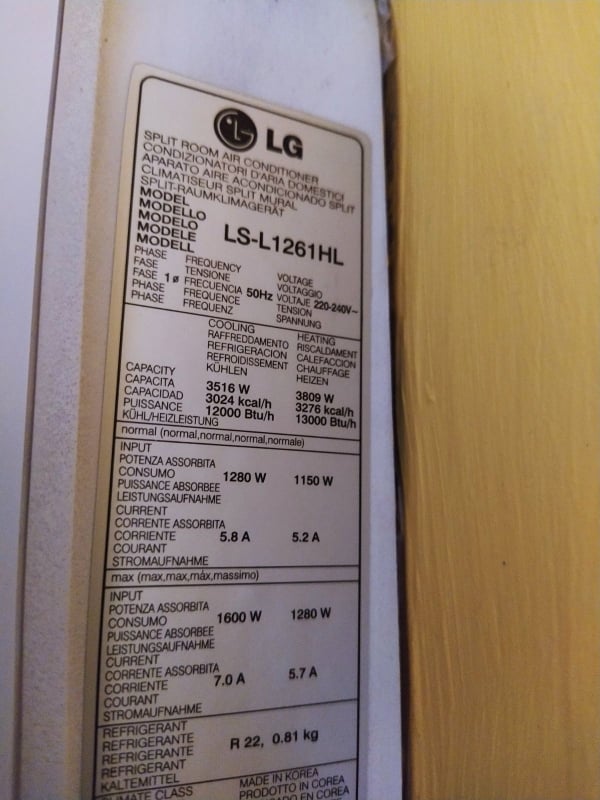 LG
SPLIT ROOM AIR CONDITIONER
CONDIZIONATORI D'ARIA DOMESTICI
APARATO AIRE ACONDICIONADO SPLIT
CLIMATISEUR SPLIT MURAL
SPLIT-RAUMKLIMAGERÄT
MODEL
MODELLO
MODELO
MODELE
MODELL
LS-L1261HL
PHASE
FASE
FASE
PHASE
PHASE
1ø
FREQUENCY
TENSIONE
FRECUENCIA
FREQUENCE
FREQUENZ
50Hz
VOLTAGE
VOLTAGGIO
VOLTAJE
TENSION
SPANNUNG
220-240V~
COOLING
RAFFREDDAMENTO
REFRIGERACION
REFROIDISSEMENT
KÜHLEN
HEATING
RISCALDAMENT
CALEFACCION
CHAUFFAGE
HEIZEN
CAPACITY
CAPACITA
CAPACIDAD
PUISSANCE
KÜHL/HEIZLEISTUNG
3516 W
3024 kcal/h
12000 Btu/h
3809 W
3276 kcal/h
13000 Btu/h
normal (normal,normal,normal,normale)
INPUT
POTENZA ASSORBITA
CONSUMO
PUISSANCE ABSORBEE
LEISTUNGSAUFNAHME
1280 W
1150 W
CURRENT
CORRENTE ASSORBITA
CORRIENTE
COURANT
STROMAUFNAHME
5.8 A
5.2 A
max (max,max,máx,massimo)
INPUT
POTENZA ASSORBITA
CONSUMO
PUISSANCE ABSORBEE
LEISTUNGSAUFNAHME
1600 W
1280 W
CURRENT
CORRENTE ASSORBITA
CORRIENTE
COURANT
STROMAUFNAHME
7.0 A
5.7 A
REFRIGERANT
REFRIGERANTE
REFRIGERANTE
REFRIGERANT
KALTEMITTEL
R 22, 0.81 kg
CLIMATE CLASS
MADE IN KOREA
PRODOTTO IN COREA
EN COREA